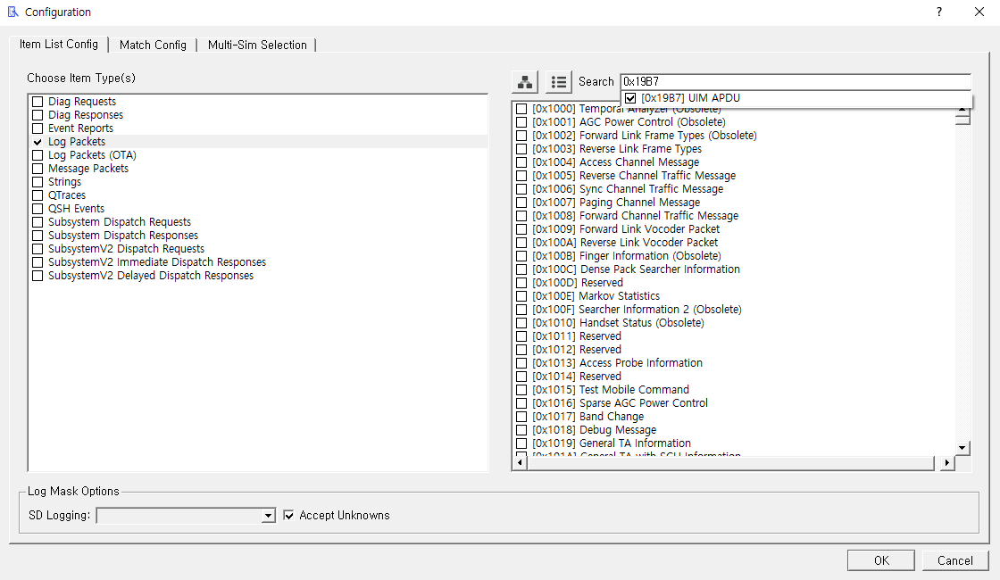 Configuration
?
Item List Config
Match Config
Multi-Sim Selection
Choose Item Type(s)
Diag Requests
Diag Responses
Event Reports
Log Packets
Log Packets (OTA)
Message Packets
Strings
QTraces
QSH Events
Subsystem Dispatch Requests
Subsystem Dispatch Responses
SubsystemV2 Dispatch Requests
SubsystemV2 Immediate Dispatch Responses
SubsystemV2 Delayed Dispatch Responses
Search
0x19B7
[0x19B7] UIM APDU
[0x1000] Temporal Analyzer (Obsolete)
[0x1001] AGC Power Control (Obsolete)
[0x1002] Forward Link Frame Types (Obsolete)
[0x1003] Reverse Link Frame Types
[0x1004] Access Channel Message
[0x1005] Reverse Channel Traffic Message
[0x1006] Sync Channel Traffic Message
[0x1007] Paging Channel Message
[0x1008] Forward Channel Traffic Message
[0x1009] Forward Link Vocoder Packet
[0x100A] Reverse Link Vocoder Packet
[0x100B] Finger Information (Obsolete)
[0x100C] Dense Pack Searcher Information
[0x100D] Reserved
[0x100E] Markov Statistics
[0x100F] Searcher Information 2 (Obsolete)
[0x1010] Handset Status (Obsolete)
[0x1011] Reserved
[0x1012] Reserved
[0x1013] Access Probe Information
[0x1014] Reserved
[0x1015] Test Mobile Command
[0x1016] Sparse AGC Power Control
[0x1017] Band Change
[0x1018] Debug Message
[0x1019] General TA Information
[0x101A] General TA with SCH Information
Log Mask Options
SD Logging:
Accept Unknowns
OK
Cancel